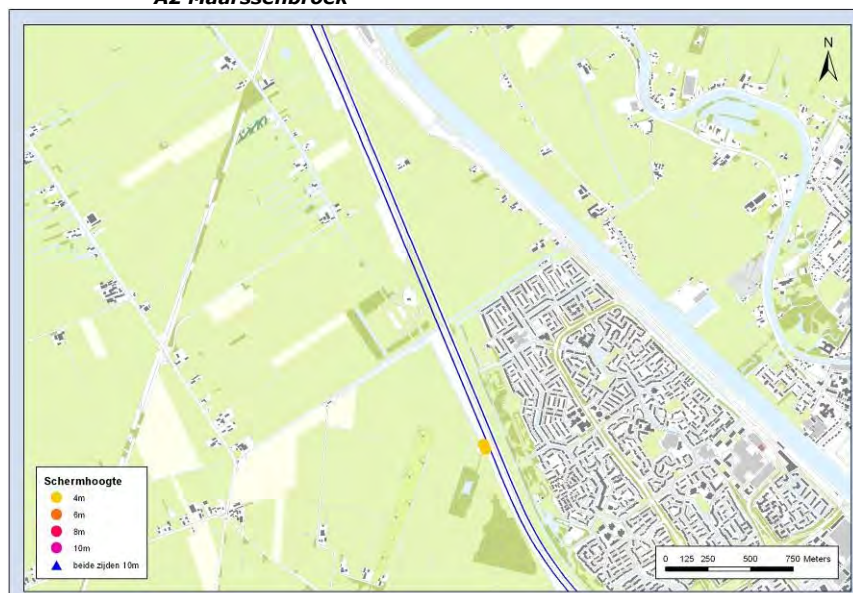 A2 Maarssenbroek
N
Schermhoogte
4m
6m
8m
10m
beide zijden 10m
0 125 250 500 750 Meters